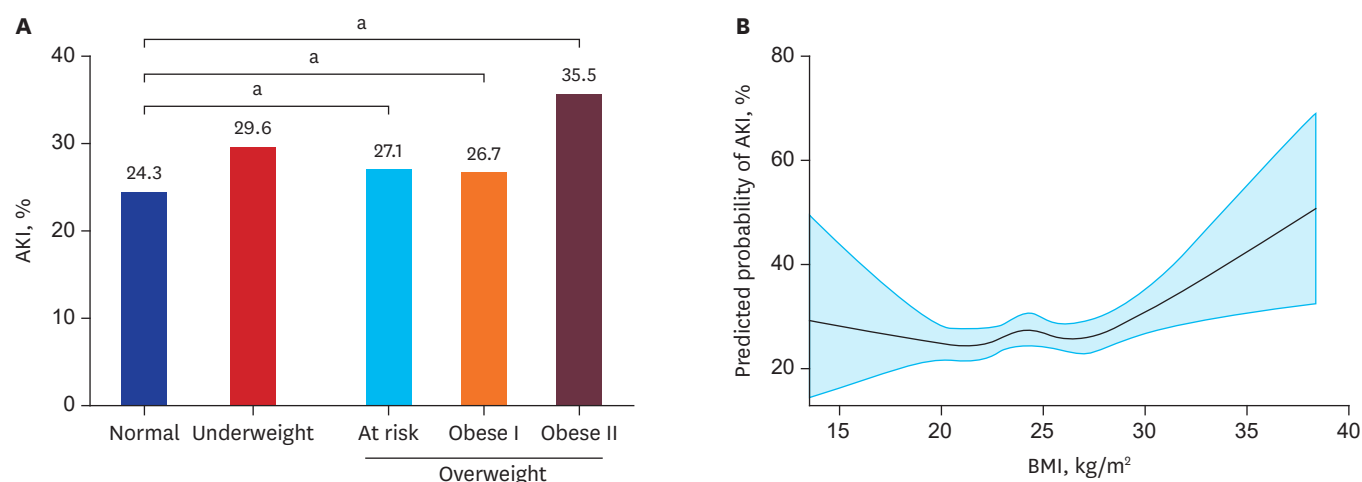 A
a
a
a
40
30
20
10
0
AKI, %
24.3
29.6
27.1
26.7
35.5
Normal Underweight At risk Obese I Obese II
Overweight
B
80
60
40
20
Predicted probability of AKI, %
15 20 25 30 35 40
BMI, kg/m²